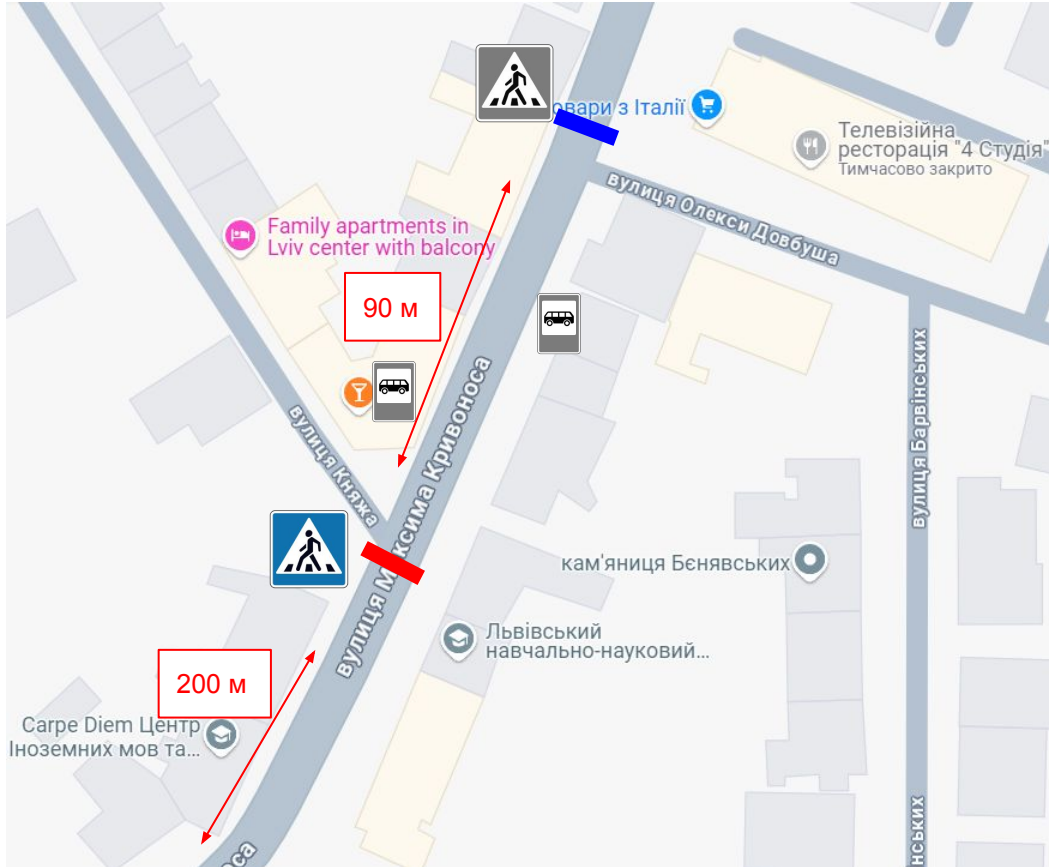 овари з Італії
Телевізійна
ресторація "4 Студія"
Тимчасово закрито
вулиця Олекси Довбуша
Family apartments in
Lviv center with balcony
90 м
вулиця Княжа
вулиця Максима Кривоноса
вулиця Барвінських
кам'яниця Бєнявських
Львівський
навчально-науковий...
200 м
Carpe Diem Центр
Іноземних мов та...
нських
оса